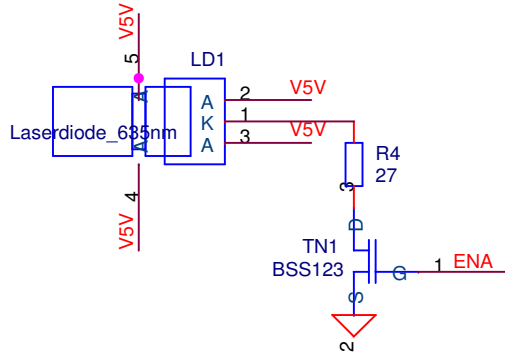 V5V
5
LD1
A
A
2
V5V
Laserdiode_635nm
K
1
A
A
3
V5V
R4
27
3
4
V5V
D
TN1
BSS123
G
1
ENA
S
2